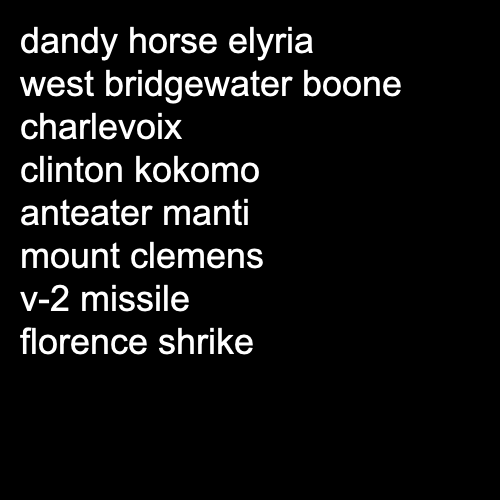 dandy horse elyria
west bridgewater boone
charlevoix
clinton kokomo
anteater manti
mount clemens
v-2 missile
florence shrike